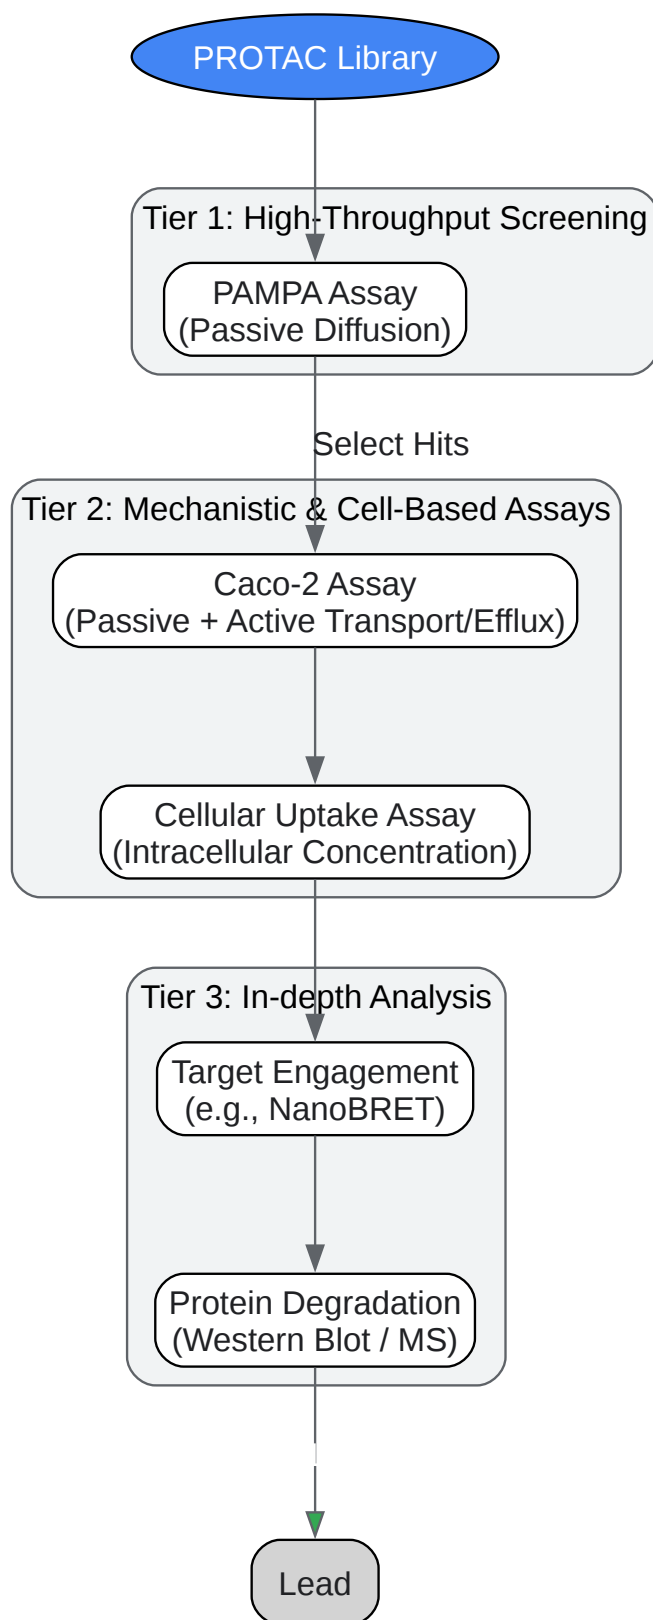 PROTAC Library
Tier 1: High-Throughput Screening
PAMPA Assay
(Passive Diffusion)
Select Hits
Tier 2: Mechanistic & Cell-Based Assays
Caco-2 Assay
(Passive + Active Transport/Efflux)
Cellular Uptake Assay
(Intracellular Concentration)
Tier 3: In-depth Analysis
Target Engagement
(e.g., NanoBRET)
Protein Degradation
(Western Blot / MS)
Lead